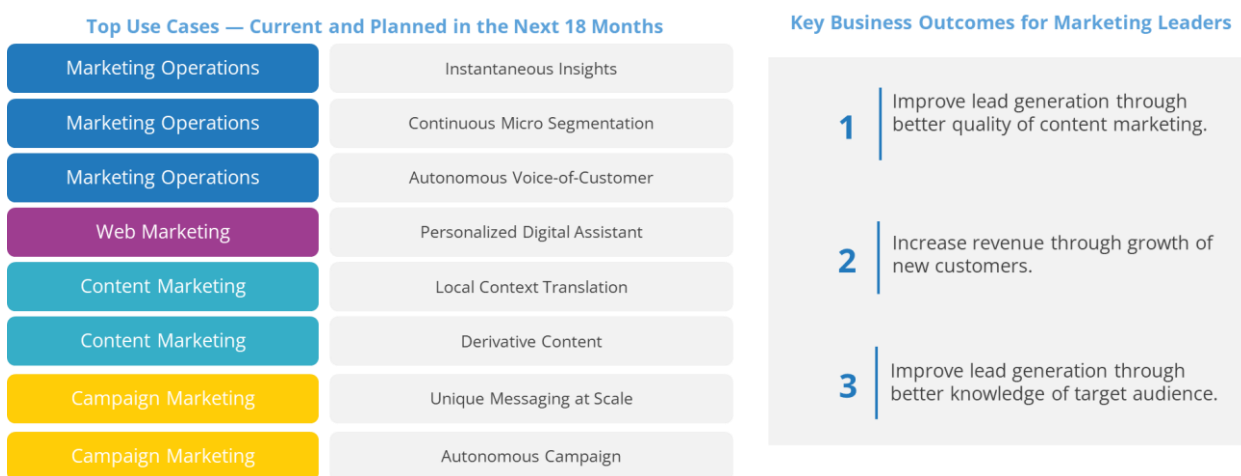 Top Use Cases — Current and Planned in the Next 18 Months
Marketing Operations
Instantaneous Insights
Marketing Operations
Continuous Micro Segmentation
Marketing Operations
Autonomous Voice-of-Customer
Web Marketing
Personalized Digital Assistant
Content Marketing
Local Context Translation
Content Marketing
Derivative Content
Campaign Marketing
Unique Messaging at Scale
Campaign Marketing
Autonomous Campaign
Key Business Outcomes for Marketing Leaders
1
Improve lead generation through
better quality of content marketing.
2
Increase revenue through growth of
new customers.
3
Improve lead generation through
better knowledge of target audience.